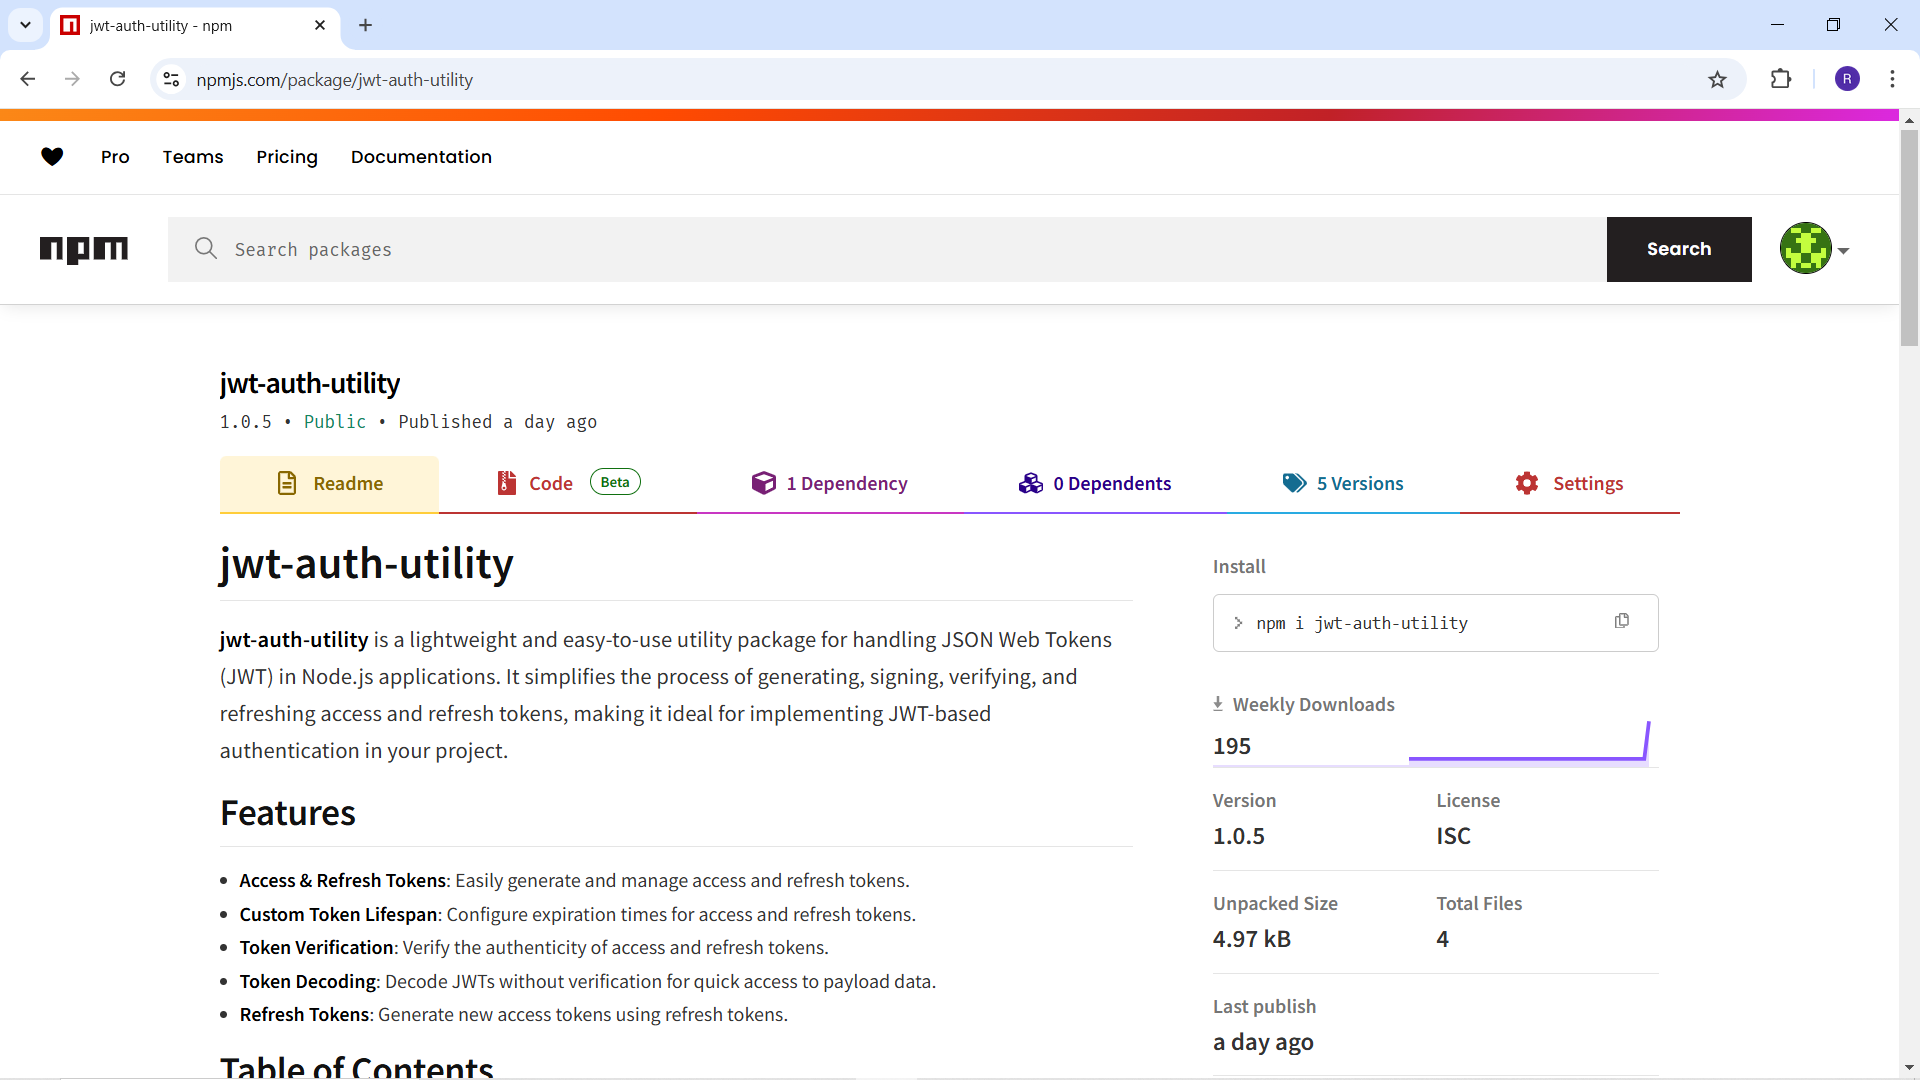 jwt-auth-utility - npm
npmjs.com/package/jwt-auth-utility
R
Pro Teams Pricing Documentation
npm
Search packages
Search
jwt-auth-utility
1.0.5 • Public • Published a day ago
Readme
Code Beta
1 Dependency
0 Dependents
5 Versions
Settings
jwt-auth-utility
jwt-auth-utility is a lightweight and easy-to-use utility package for handling JSON Web Tokens
(JWT) in Node.js applications. It simplifies the process of generating, signing, verifying, and
refreshing access and refresh tokens, making it ideal for implementing JWT-based
authentication in your project.
Features
• Access & Refresh Tokens: Easily generate and manage access and refresh tokens.
• Custom Token Lifespan: Configure expiration times for access and refresh tokens.
• Token Verification: Verify the authenticity of access and refresh tokens.
• Token Decoding: Decode JWTs without verification for quick access to payload data.
• Refresh Tokens: Generate new access tokens using refresh tokens.
Table of Contents
Install
> npm i jwt-auth-utility
Weekly Downloads
195
Version License
1.0.5 ISC
Unpacked Size Total Files
4.97 kB 4
Last publish
a day ago